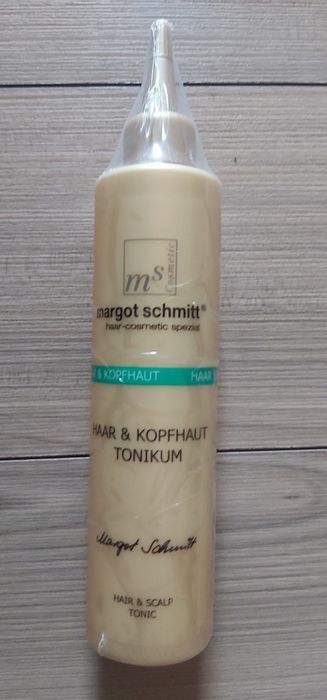 ms
Cosmetic
margot schmitt®
haar-cosmetic spezial
& KOPFHAUT HAAR
HAAR & KOPFHAUT
TONIKUM
Margot Schmitt
HAIR & SCALP
TONIC